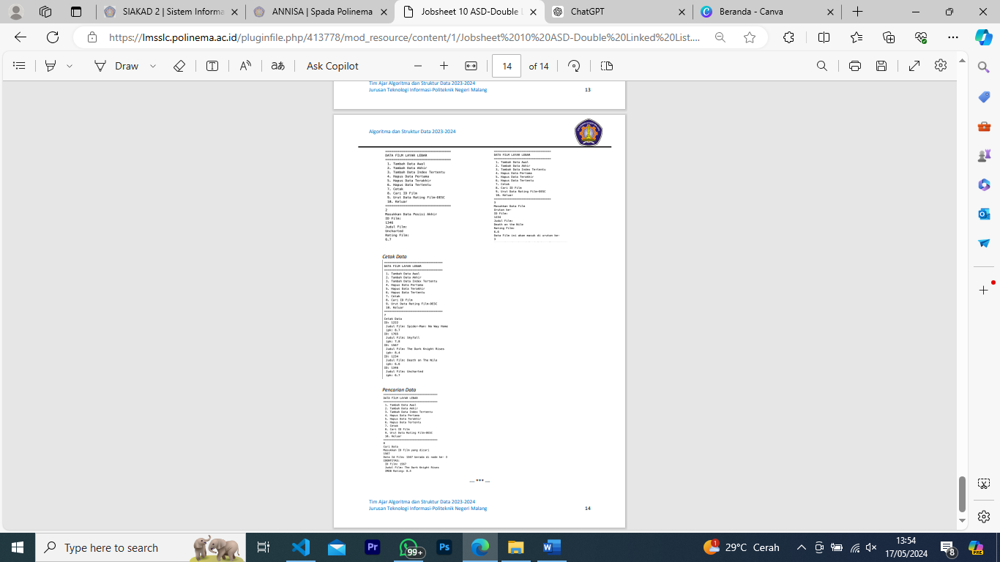 SIAKAD 2 | Sistem Informa
ANNISA | Spada Polinema
Jobsheet 10 ASD-Double
ChatGPT
Beranda - Canva
https://lmsslc.polinema.ac.id/pluginfile.php/413778/mod_resource/content/1/Jobsheet%2010%20ASD-Double%20Linked%20List....
Draw
Ask Copilot
14
of 14
Tim Ajar Algoritma dan Struktur Data 2023-2024
Jurusan Teknologi Informasi-Politeknik Negeri Malang
13
Algoritma dan Struktur Data 2023-2024
==============================
DATA FILM LAYAR LEBAR
==============================
1. Tambah Data Awal
2. Tambah Data Akhir
3. Tambah Data Index Tertentu
4. Hapus Data Pertama
5. Hapus Data Terakhir
6. Hapus Data Tertentu
7. Cetak
8. Cari ID Film
9. Urut Data Rating Film-DESC
10. Keluar
==============================
2
Masukkan Data Posisi Akhir
ID Film:
1346
Judul Film:
Uncharted
Rating Film:
6.7
==============================
DATA FILM LAYAR LEBAR
==============================
1. Tambah Data Awal
2. Tambah Data Akhir
3. Tambah Data Index Tertentu
4. Hapus Data Pertama
5. Hapus Data Terakhir
6. Hapus Data Tertentu
7. Cetak
8. Cari ID Film
9. Urut Data Rating Film-DESC
10. Keluar
==============================
3
Masukkan Data Film
Urutan ke-
ID Film:
1234
Judul Film:
Death on the Nile
Rating Film:
6.6
Data Film ini akan masuk di urutan ke-
3
Cetak Data
==============================
DATA FILM LAYAR LEBAR
==============================
1. Tambah Data Awal
2. Tambah Data Akhir
3. Tambah Data Index Tertentu
4. Hapus Data Pertama
5. Hapus Data Terakhir
6. Hapus Data Tertentu
7. Cetak
8. Cari ID Film
9. Urut Data Rating Film-DESC
10. Keluar
==============================
7
Cetak Data
ID: 1222
Judul Film: Spider-Man: No Way Home
ipk: 8.7
ID: 1765
Judul Film: Skyfall
ipk: 7.8
ID: 1567
Judul Film: The Dark Knight Rises
ipk: 8.4
ID: 1234
Judul Film: Death on The Nile
ipk: 6.6
ID: 1346
Judul Film: Uncharted
ipk: 6.7
Pencarian Data
==============================
DATA FILM LAYAR LEBAR
==============================
1. Tambah Data Awal
2. Tambah Data Akhir
3. Tambah Data Index Tertentu
4. Hapus Data Pertama
5. Hapus Data Terakhir
6. Hapus Data Tertentu
7. Cetak
8. Cari ID Film
9. Urut Data Rating Film-DESC
10. Keluar
==============================
8
Cari Data
Masukkan ID Film yang dicari
1567
Data Id Film: 1567 berada di node ke- 3
IDENTITAS:
ID Film: 1567
Judul Film: The Dark Knight Rises
IMDB Rating: 8.4
--- *** ---
Tim Ajar Algoritma dan Struktur Data 2023-2024
Jurusan Teknologi Informasi-Politeknik Negeri Malang
14
Type here to search
Pr
99+
Ps
W
1
29°C Cerah
13:54
17/05/2024
8
PRE